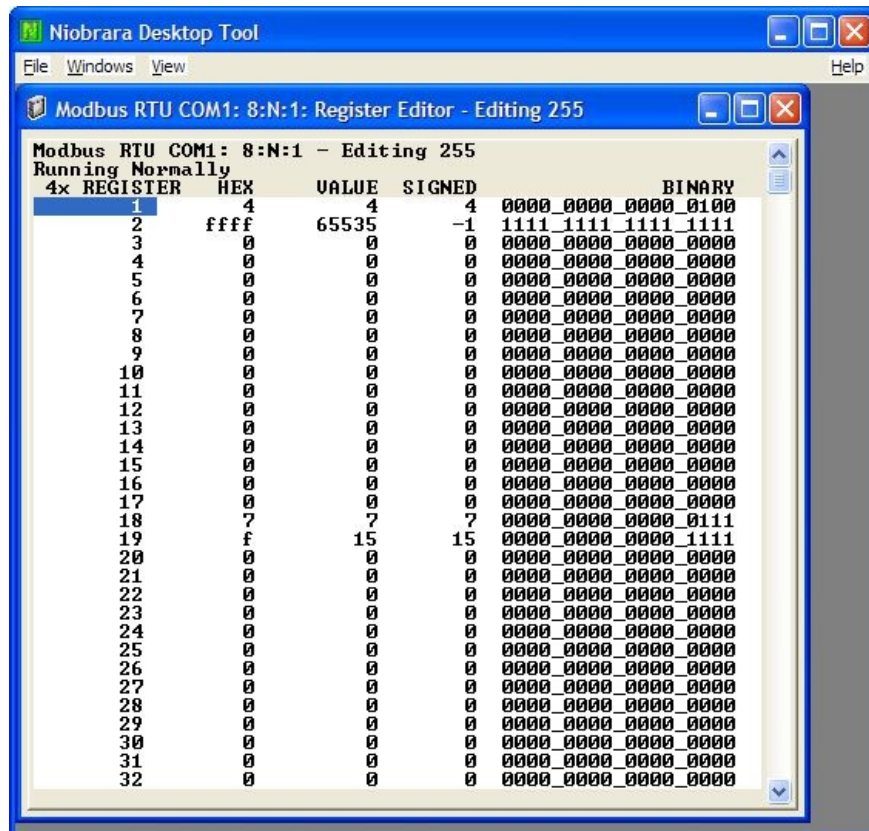 Niobrara Desktop Tool
File Windows View Help
Modbus RTU COM1: 8:N:1: Register Editor - Editing 255
Modbus RTU COM1: 8:N:1 - Editing 255
Running Normally
4x REGISTER HEX VALUE SIGNED BINARY
1 4 4 4 0000_0000_0000_0100
2 ffff 65535 -1 1111_1111_1111_1111
3 0 0 0 0000_0000_0000_0000
4 0 0 0 0000_0000_0000_0000
5 0 0 0 0000_0000_0000_0000
6 0 0 0 0000_0000_0000_0000
7 0 0 0 0000_0000_0000_0000
8 0 0 0 0000_0000_0000_0000
9 0 0 0 0000_0000_0000_0000
10 0 0 0 0000_0000_0000_0000
11 0 0 0 0000_0000_0000_0000
12 0 0 0 0000_0000_0000_0000
13 0 0 0 0000_0000_0000_0000
14 0 0 0 0000_0000_0000_0000
15 0 0 0 0000_0000_0000_0000
16 0 0 0 0000_0000_0000_0000
17 0 0 0 0000_0000_0000_0000
18 7 7 7 0000_0000_0000_0111
19 f 15 15 0000_0000_0000_1111
20 0 0 0 0000_0000_0000_0000
21 0 0 0 0000_0000_0000_0000
22 0 0 0 0000_0000_0000_0000
23 0 0 0 0000_0000_0000_0000
24 0 0 0 0000_0000_0000_0000
25 0 0 0 0000_0000_0000_0000
26 0 0 0 0000_0000_0000_0000
27 0 0 0 0000_0000_0000_0000
28 0 0 0 0000_0000_0000_0000
29 0 0 0 0000_0000_0000_0000
30 0 0 0 0000_0000_0000_0000
31 0 0 0 0000_0000_0000_0000
32 0 0 0 0000_0000_0000_0000